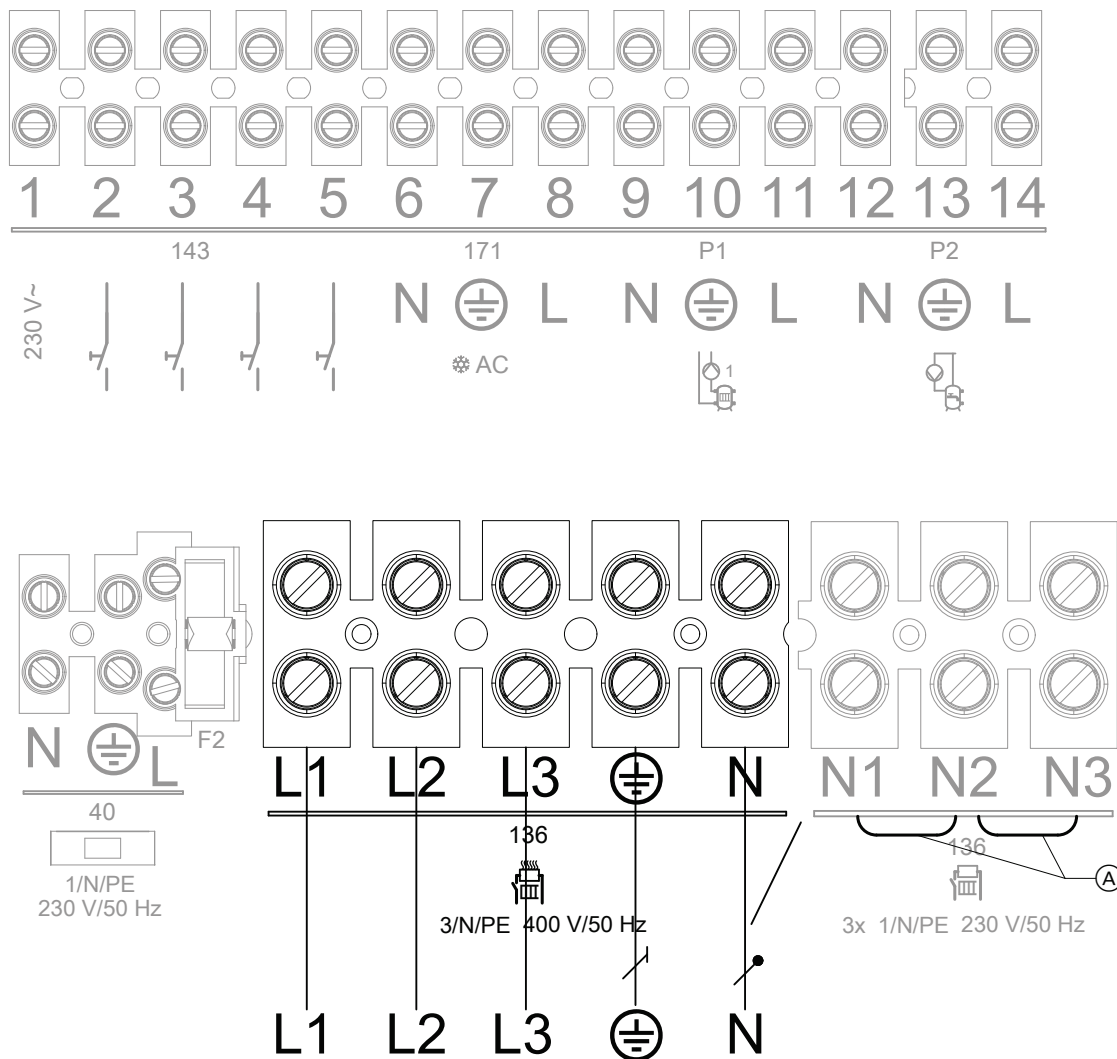 1 2 3 4 5 6 7 8 9 10 11 12 13 14
143 171 P1 P2
230 V~
N L N L N L
AC
1
F2
N L
40
1/N/PE
230 V/50 Hz
L1 L2 L3 N
136
3/N/PE 400 V/50 Hz
L1 L2 L3 N
N1 N2 N3
136
A
3x 1/N/PE 230 V/50 Hz